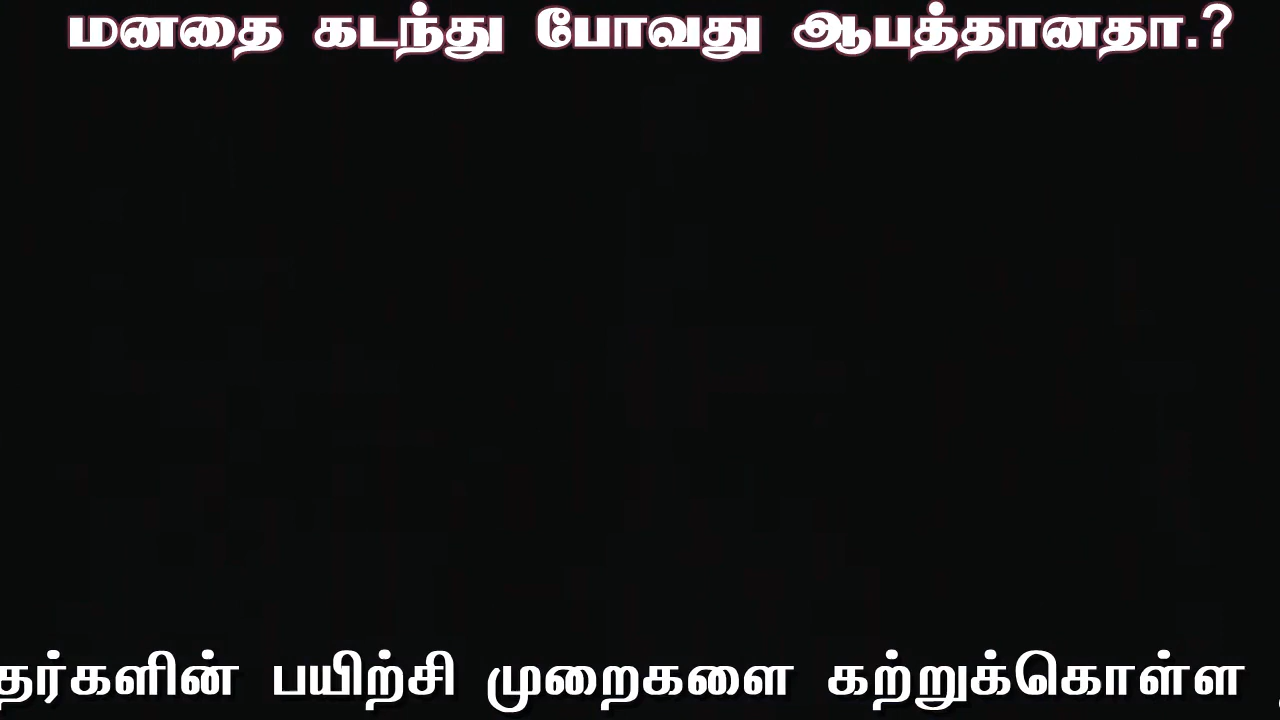 மனதை கடந்து போவது ஆபத்தானதா.?
தர்களின் பயிற்சி முறைகளை கற்றுக்கொள்ள